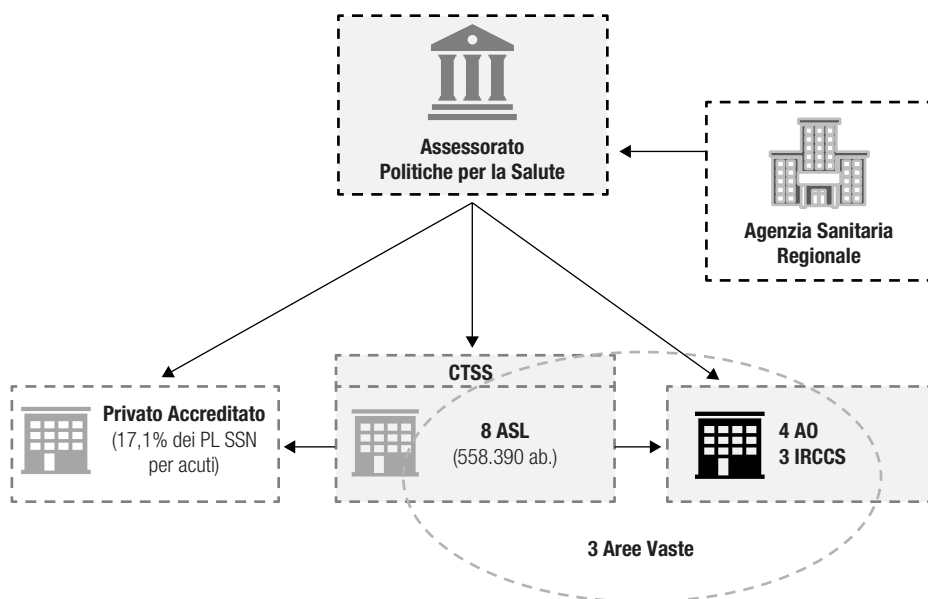 Assessorato
Politiche per la Salute
Agenzia Sanitaria
Regionale
CTSS
Privato Accreditato
(17,1% dei PL SSN
per acuti)
8 ASL
(558.390 ab.)
4 AO
3 IRCCS
3 Aree Vaste